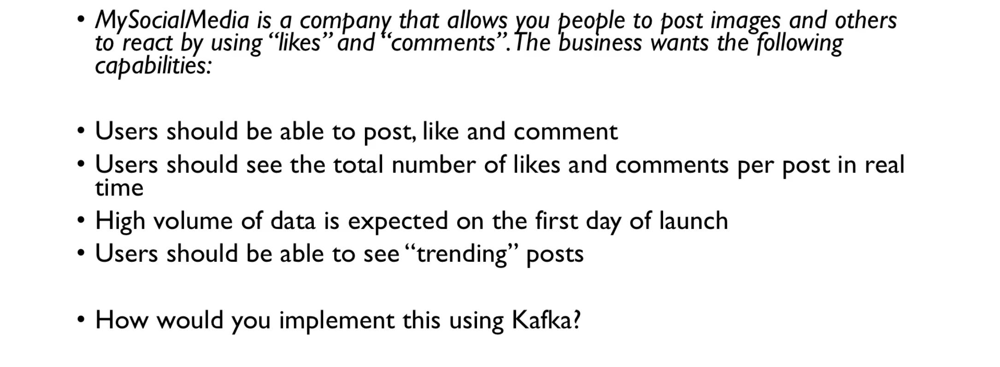 • MySocialMedia is a company that allows you people to post images and others
to react by using “likes” and “comments”. The business wants the following
capabilities:
• Users should be able to post, like and comment
• Users should see the total number of likes and comments per post in real
time
• High volume of data is expected on the first day of launch
• Users should be able to see “trending” posts
• How would you implement this using Kafka?